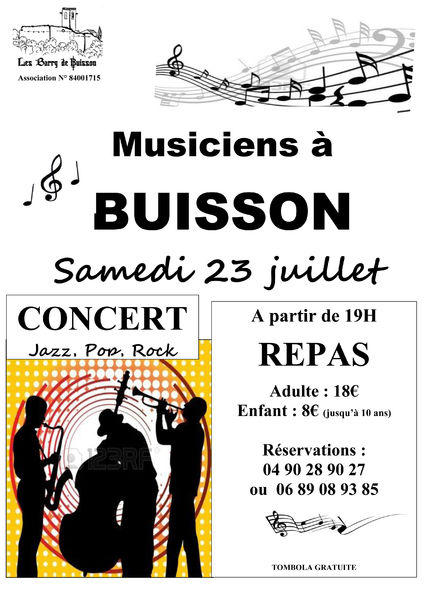 Les Barry de Buisson
Association N° 84001715
Musiciens à
BUISSON
Samedi 23 juillet
CONCERT
Jazz, Pop, Rock
123RF
A partir de 19H
REPAS
Adulte : 18€
Enfant : 8€ (jusqu'à 10 ans)
Réservations :
04 90 28 90 27
ou 06 89 08 93 85
TOMBOLA GRATUITE